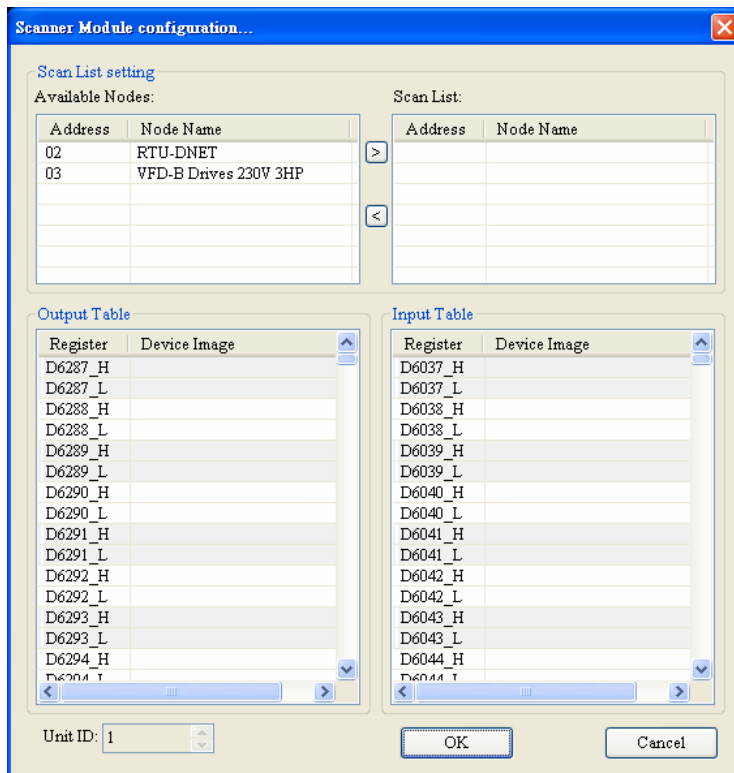 Scanner Module configuration...
Scan List setting
Available Nodes:
Address Node Name
02 RTU-DNET
03 VFD-B Drives 230V 3HP
>
<
Scan List:
Address Node Name
Output Table
Register Device Image
D6287_H
D6287_L
D6288_H
D6288_L
D6289_H
D6289_L
D6290_H
D6290_L
D6291_H
D6291_L
D6292_H
D6292_L
D6293_H
D6293_L
D6294_H
D6294_L
Input Table
Register Device Image
D6037_H
D6037_L
D6038_H
D6038_L
D6039_H
D6039_L
D6040_H
D6040_L
D6041_H
D6041_L
D6042_H
D6042_L
D6043_H
D6043_L
D6044_H
D6044_L
Unit ID: 1
OK
Cancel